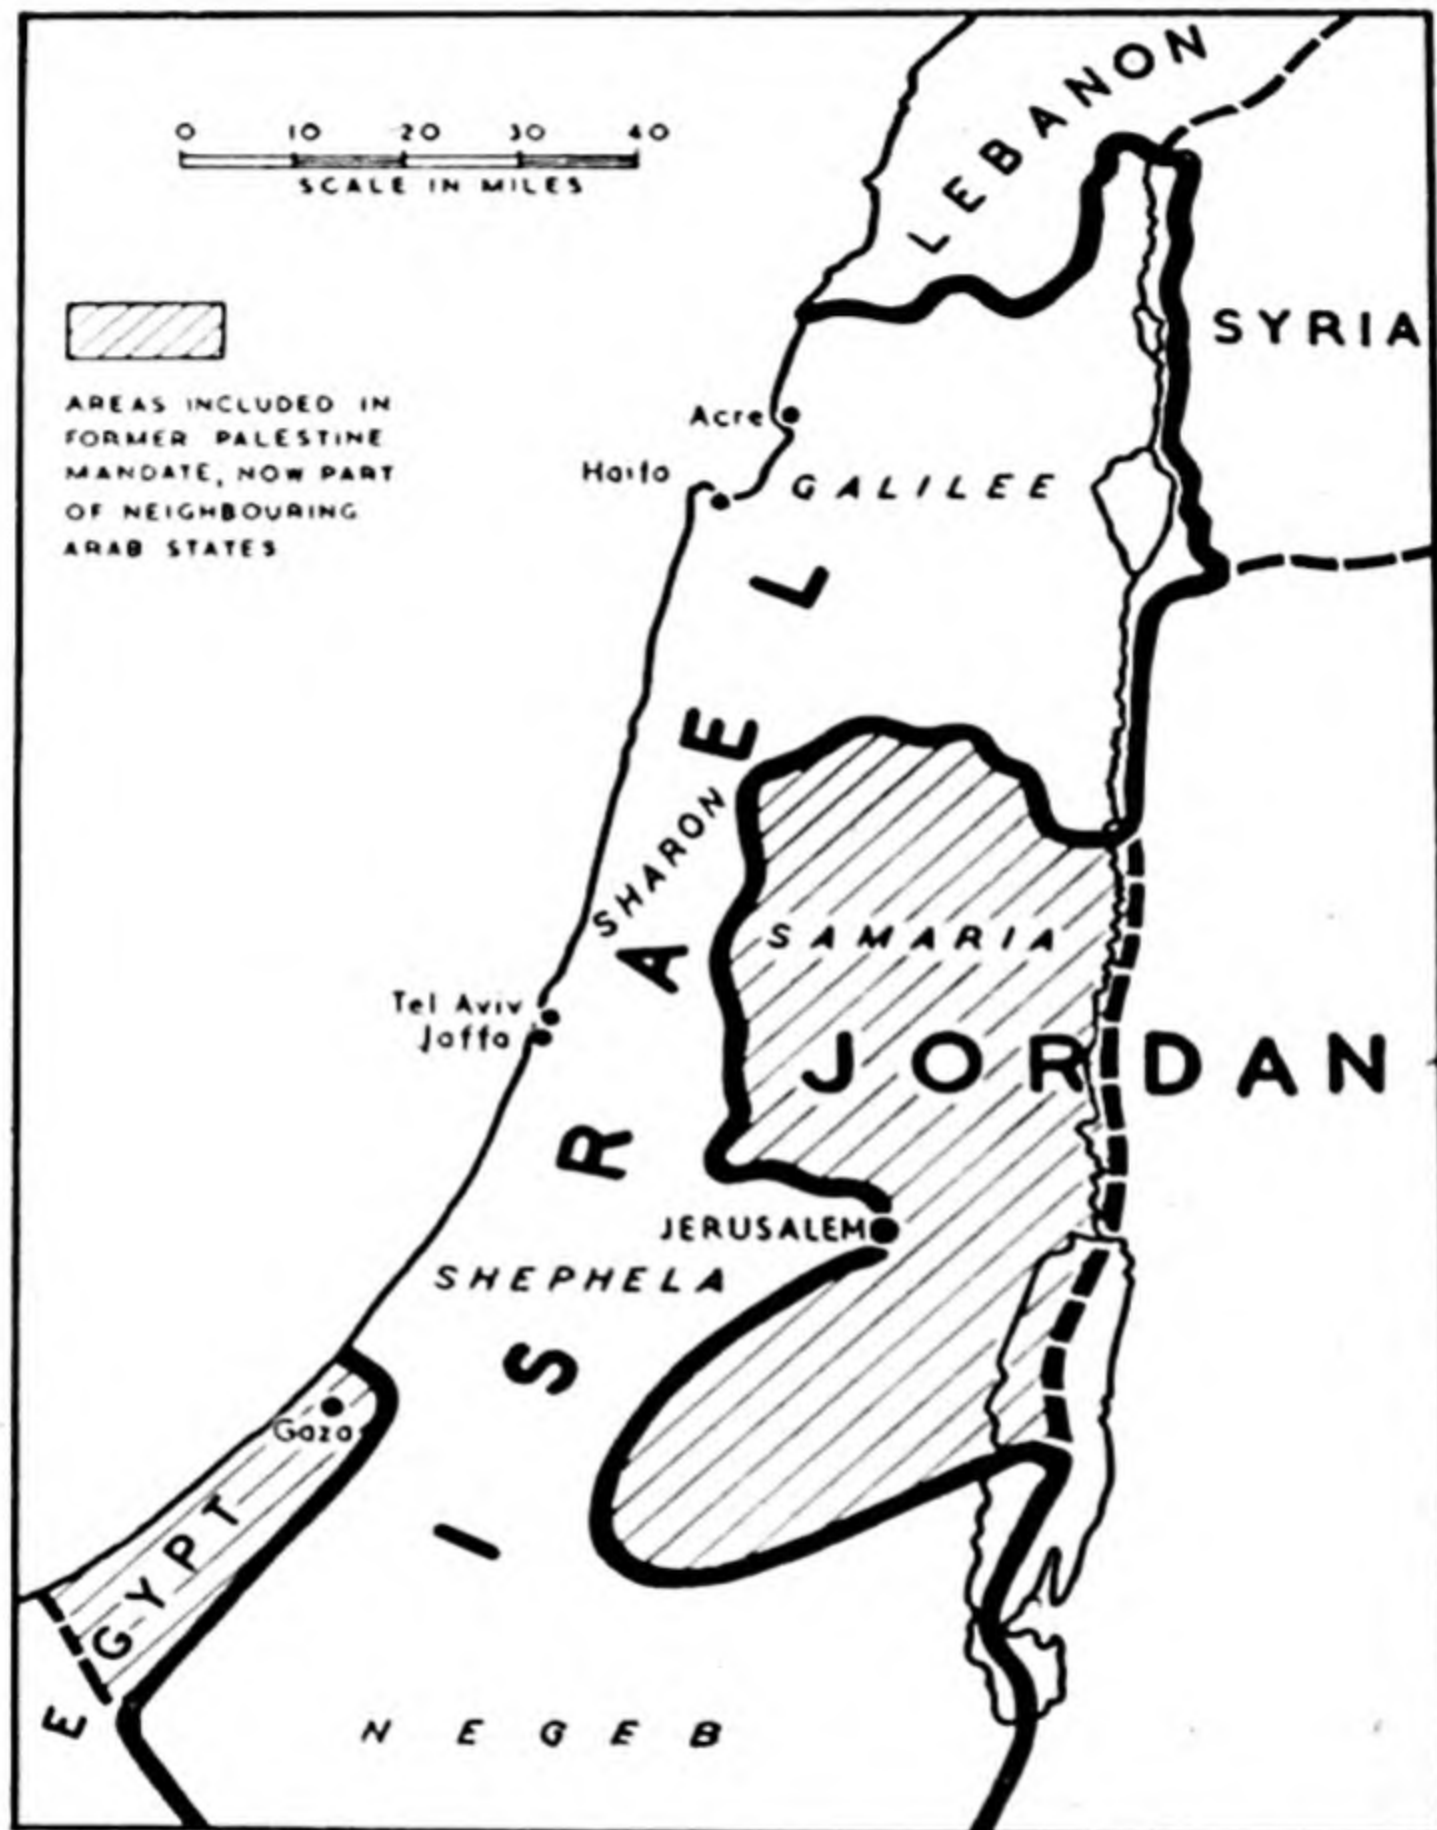 LEBANON
0 10 20 30 40
SCALE IN MILES
SYRIA
AREAS INCLUDED IN
FORMER PALESTINE
MANDATE, NOW PART
OF NEIGHBOURING
ARAB STATES
Acre
Haifa
GALILEE
ISRAEL
SHARON
SAMARIA
Tel Aviv
Jaffa
JORDAN
JERUSALEM
SHEPHELA
Gaza
EGYPT
NEGEB